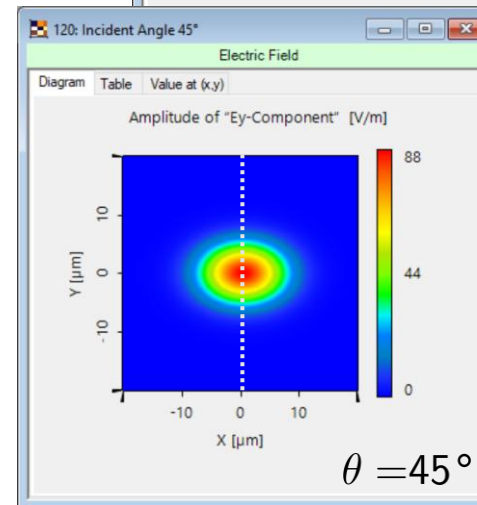 120: Incident Angle 45°
Electric Field
Diagram Table Value at (x,y)
Amplitude of "Ey-Component" [V/m]
88
44
0
10
0
-10
Y [µm]
-10 0 10
X [µm]
θ =45°